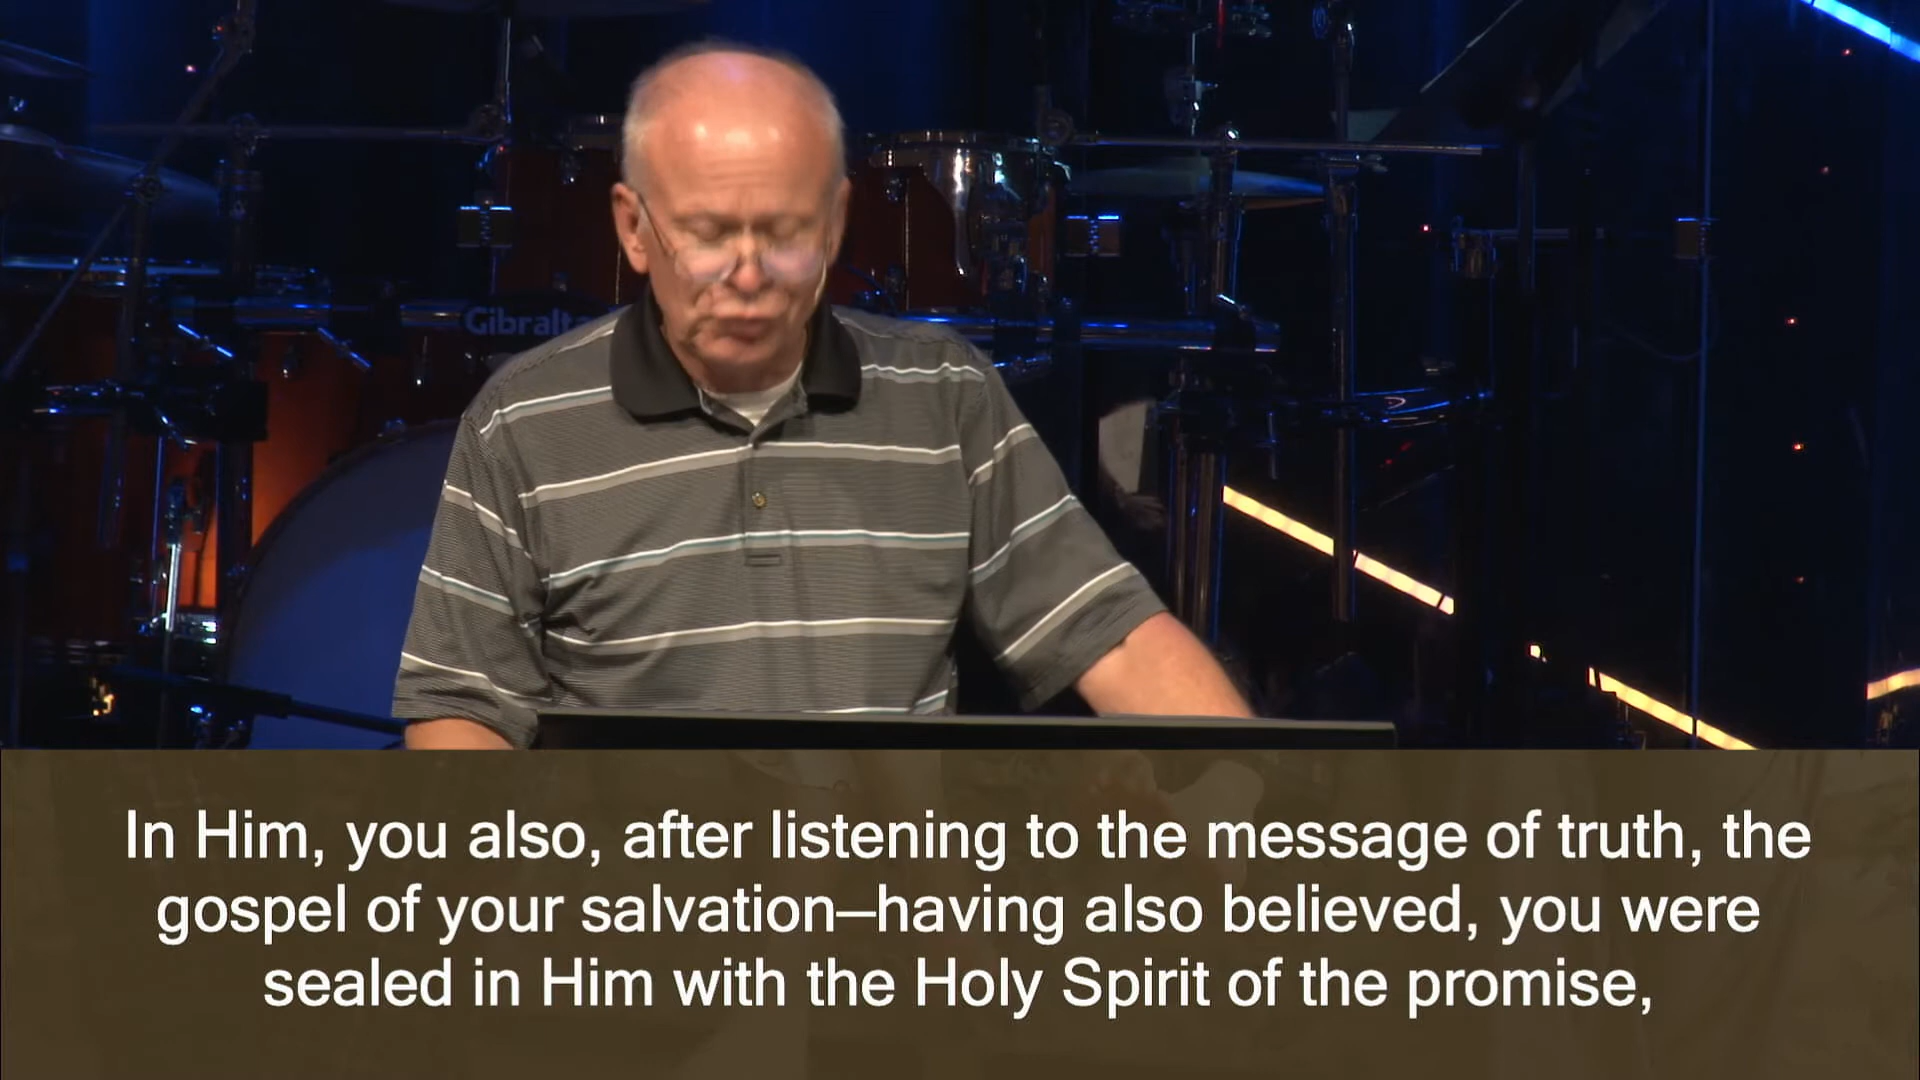 Gibralta
In Him, you also, after listening to the message of truth, the
gospel of your salvation—having also believed, you were
sealed in Him with the Holy Spirit of the promise,